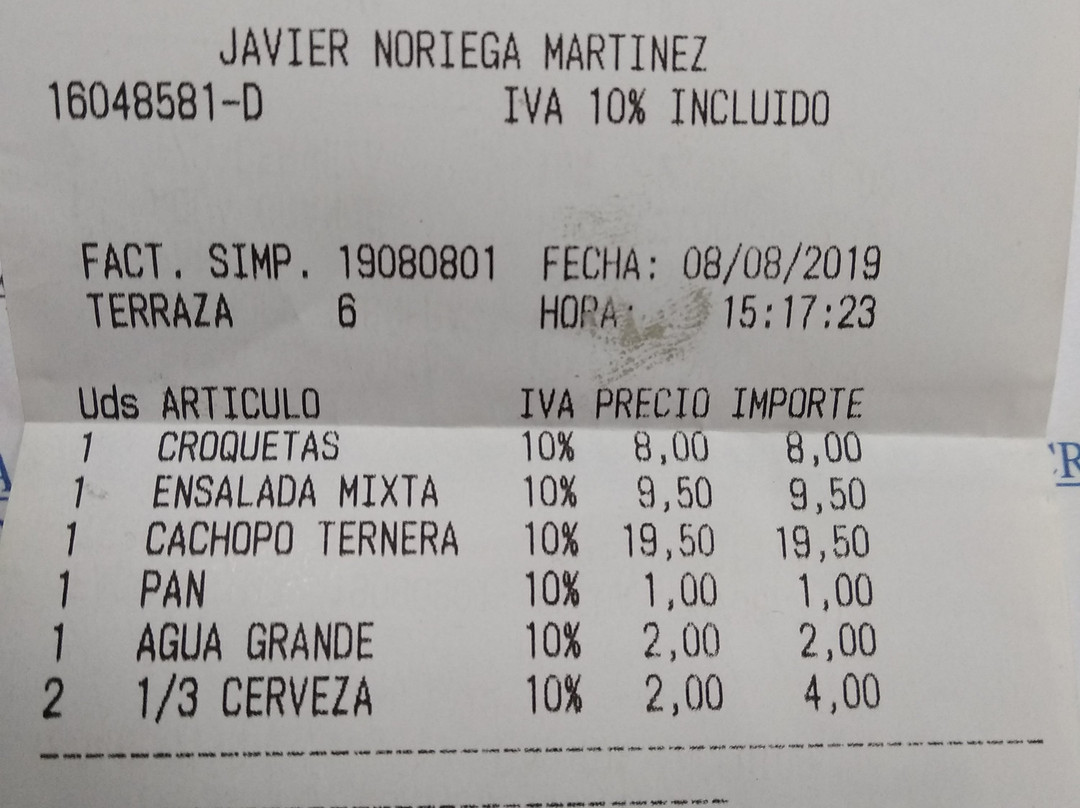 JAVIER NORIEGA MARTINEZ
16048581-D IVA 10% INCLUIDO
FACT. SIMP. 19080801 FECHA: 08/08/2019
TERRAZA 6 HORA: 15:17:23
Uds ARTICULO IVA PRECIO IMPORTE
1 CROQUETAS 10% 8,00 8,00
1 ENSALADA MIXTA 10% 9,50 9,50
1 CACHOPO TERNERA 10% 19,50 19,50
1 PAN 10% 1,00 1,00
1 AGUA GRANDE 10% 2,00 2,00
2 1/3 CERVEZA 10% 2,00 4,00